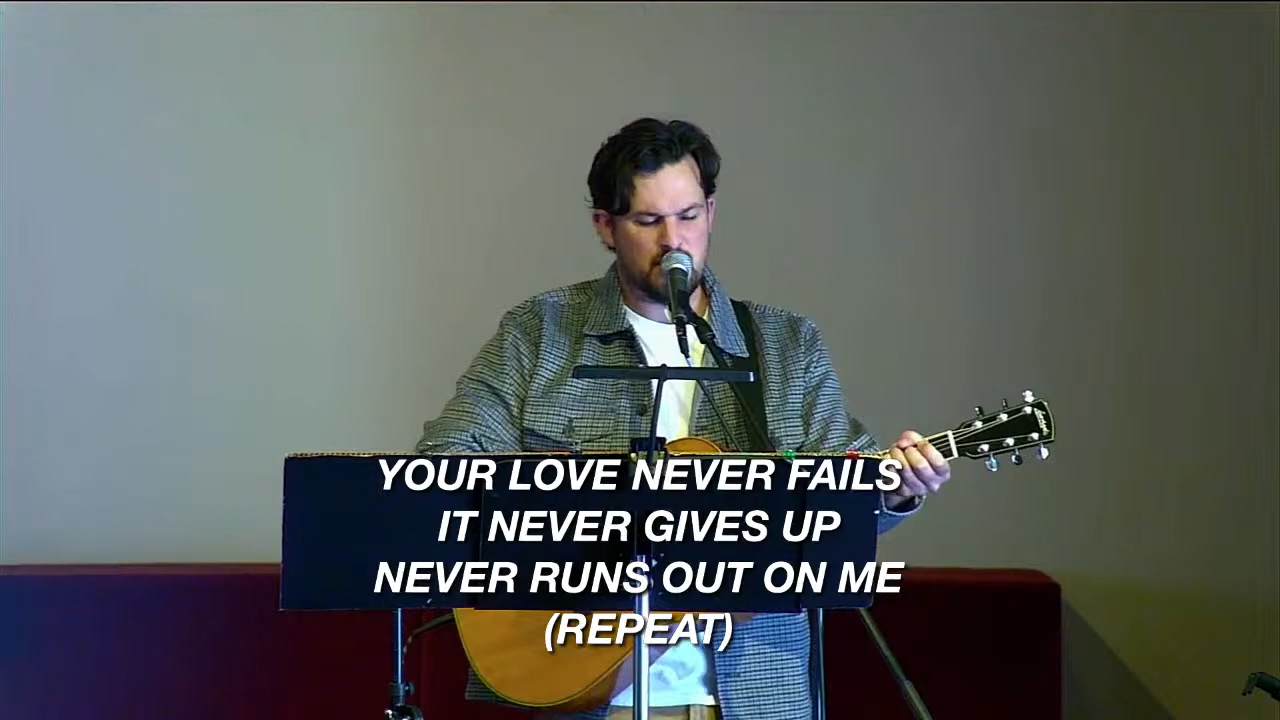 YOUR LOVE NEVER FAILS
IT NEVER GIVES UP
NEVER RUNS OUT ON ME
(REPEAT)